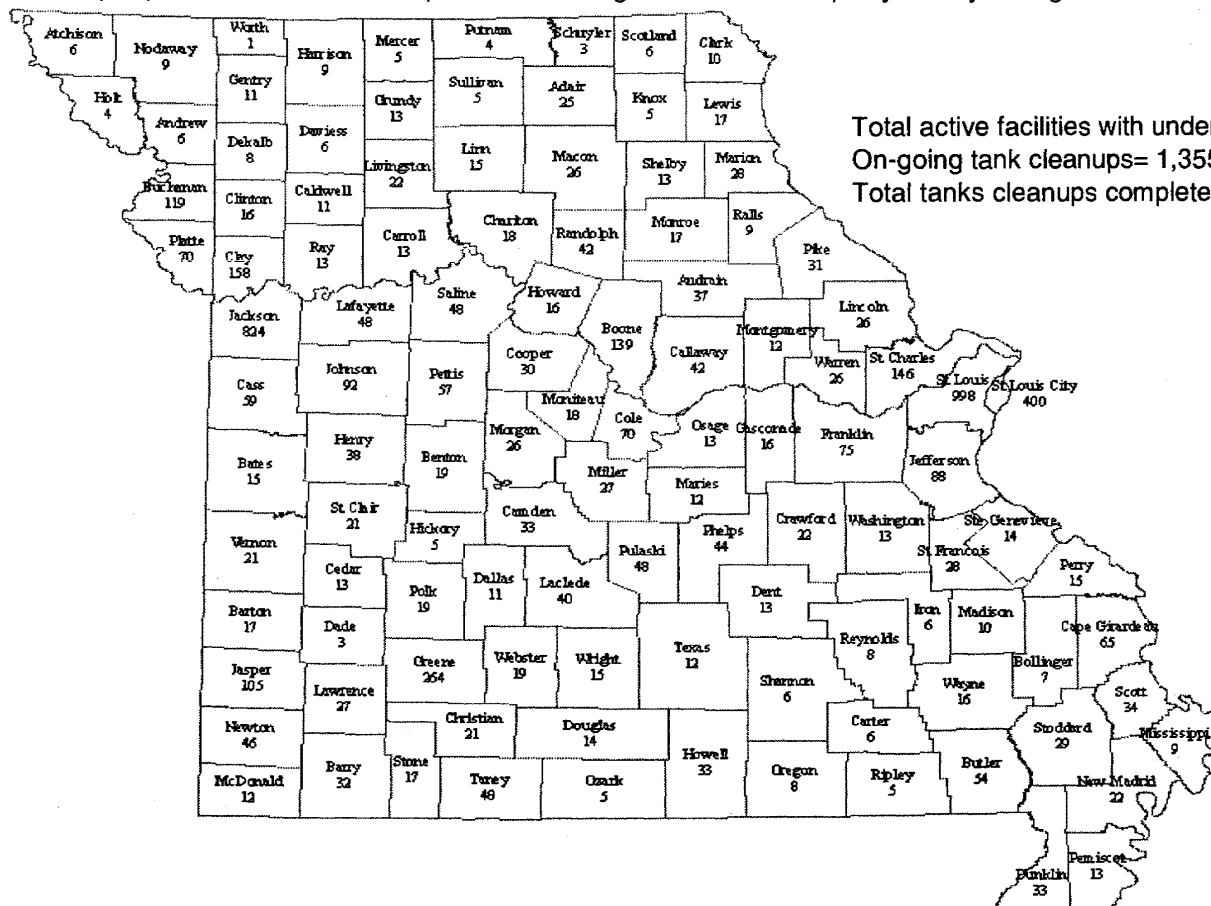 Atchison
6
Nodaway
9
Worth
1
Harrison
9
Mercer
5
Putnam
4
Schuyler
3
Scotland
6
Clark
10
Holt
4
Andrew
6
Gentry
11
Dekalb
8
Daviess
6
Grundy
13
Sullivan
5
Adair
25
Knox
5
Lewis
17
Total active facilities with under
On-going tank cleanups= 1,355
Total tanks cleanups complete
Buchanan
119
Clinton
16
Caldwell
11
Livingston
22
Linn
15
Macon
26
Shelby
13
Marion
28
Platte
70
Clay
158
Ray
13
Carroll
13
Chariton
18
Randolph
42
Monroe
17
Ralls
9
Pike
31
Jackson
824
Lafayette
48
Saline
48
Howard
16
Boone
139
Audrain
37
Callaway
42
Montgomery
12
Lincoln
26
Warren
26
St. Charles
146
St. Louis
998
St. Louis City
400
Cass
59
Johnson
92
Pettis
57
Cooper
30
Moniteau
18
Cole
70
Osage
13
Gasconade
16
Franklin
75
Jefferson
88
Bates
15
Henry
38
Benton
19
Morgan
26
Miller
27
Maries
12
Vernon
21
St. Clair
21
Hickory
5
Camden
33
Pulaski
48
Phelps
44
Crawford
22
Washington
13
St. Francois
28
Ste Genevieve
14
Perry
15
Barton
17
Cedar
13
Dade
3
Polk
19
Dallas
11
Laclede
40
Dent
13
Iron
6
Madison
10
Cape Girardeau
65
Bollinger
7
Jasper
105
Lawrence
27
Greene
264
Webster
19
Wright
15
Texas
12
Shannon
6
Reynolds
8
Wayne
16
Scott
34
Mississippi
9
Newton
46
Christian
21
Douglas
14
Carter
6
Stoddard
29
McDonald
12
Barry
32
Stone
17
Taney
48
Ozark
5
Howell
33
Oregon
8
Ripley
5
Butler
54
New Madrid
22
Dunklin
33
Pemiscot
13